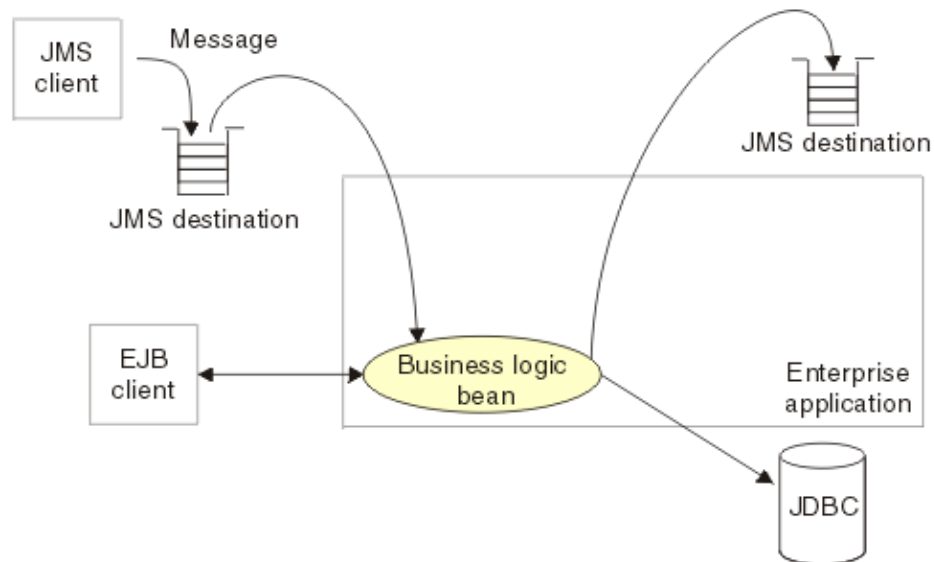 JMS
client
Message
JMS destination
JMS destination
EJB
client
Business logic
bean
Enterprise
application
JDBC